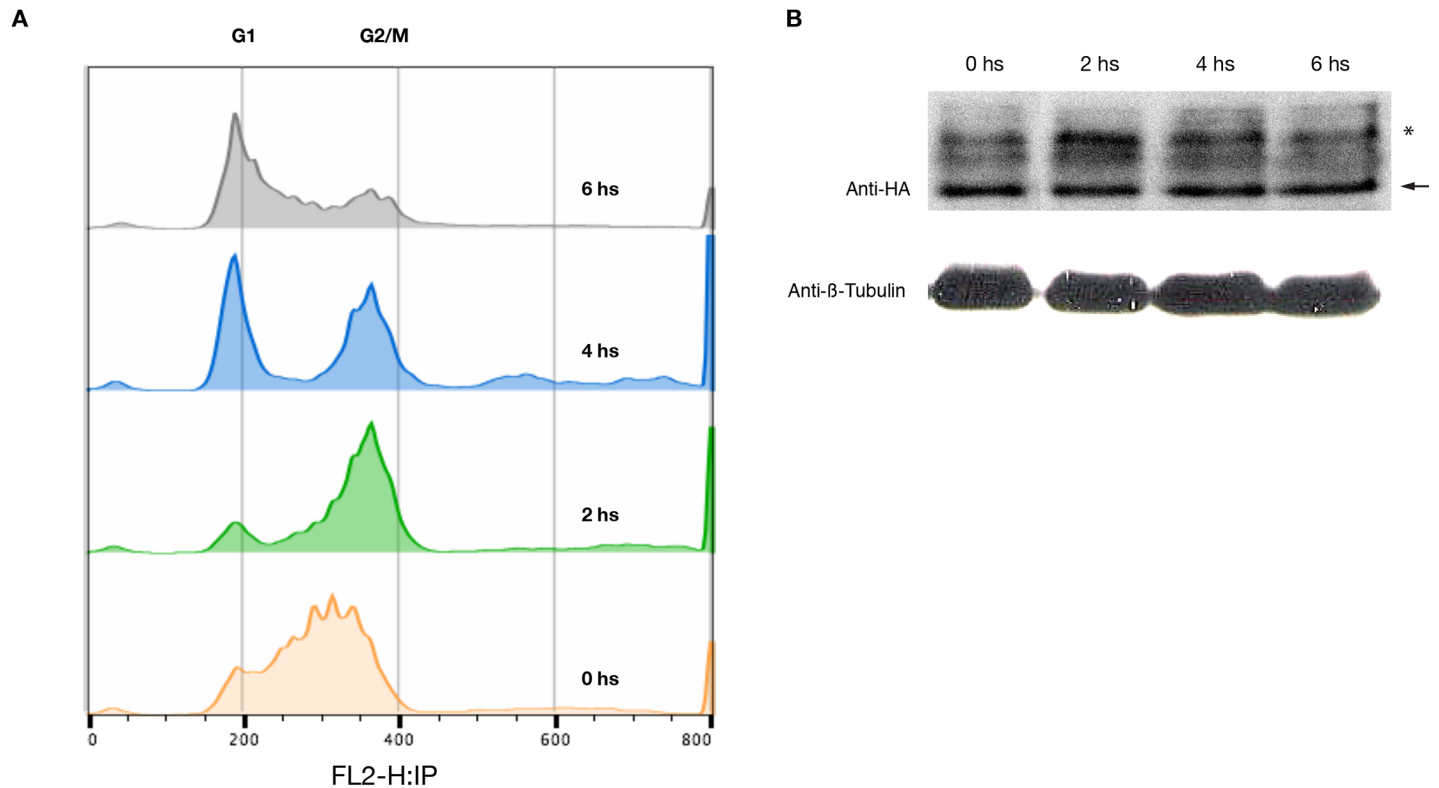 A
G1 G2/M
6 hs
4 hs
2 hs
0 hs
0 200 400 600 800
FL2-H:IP
B
0 hs 2 hs 4 hs 6 hs
*
Anti-HA
Anti-ß-Tubulin